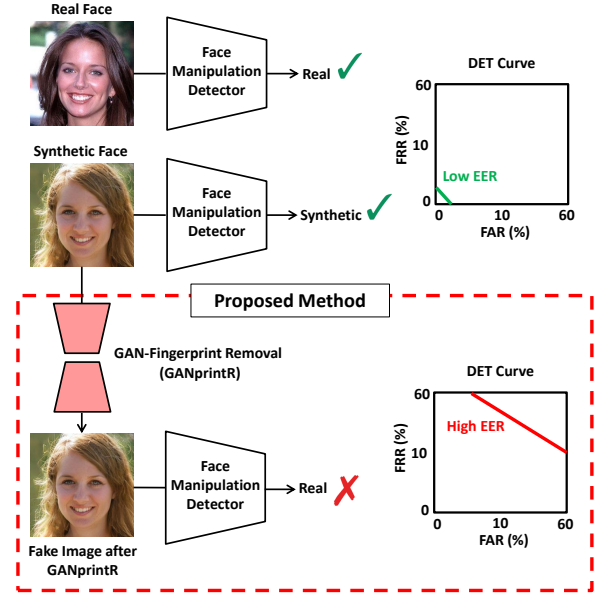 Real Face
Face
Manipulation
Detector
Real
DET Curve
60
10
0
FRR (%)
Low EER
0
10
60
FAR (%)
Synthetic Face
Face
Manipulation
Detector
Synthetic
Proposed Method
GAN-Fingerprint Removal
(GANprintR)
DET Curve
60
10
0
FRR (%)
High EER
0
10
60
FAR (%)
Face
Manipulation
Detector
Real
Fake Image after
GANprintR